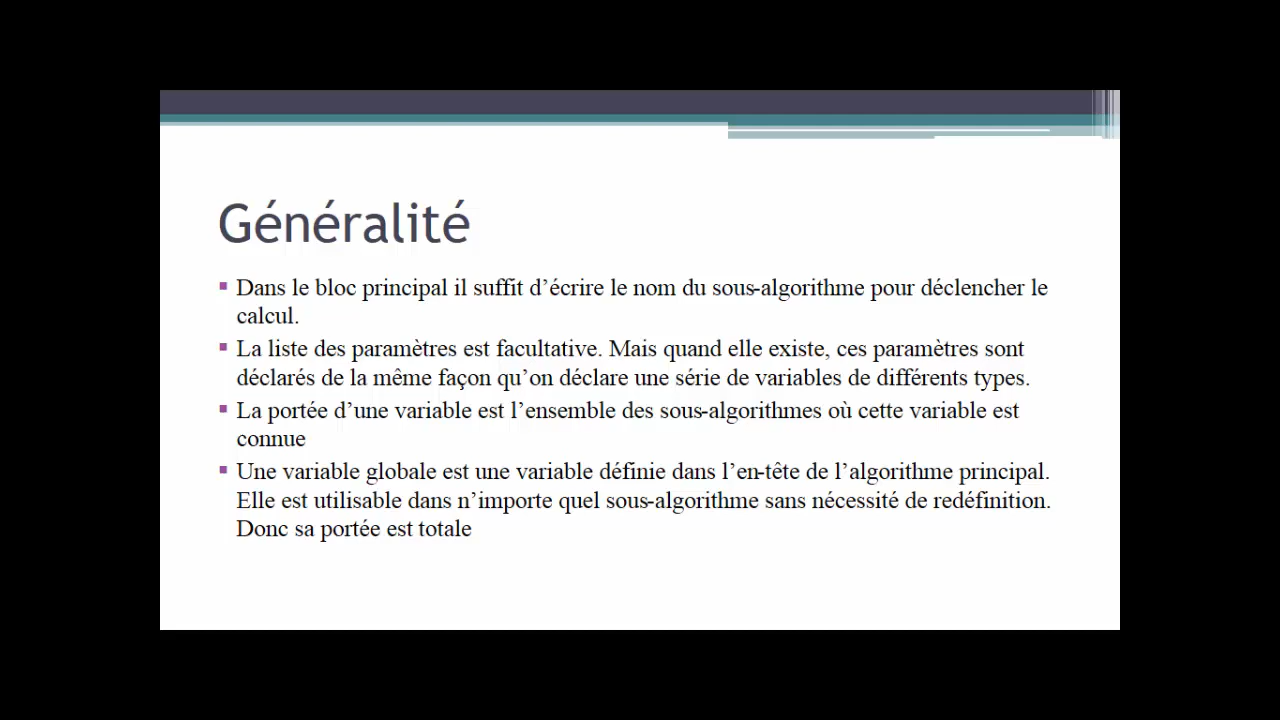 Généralité
▪ Dans le bloc principal il suffit d’écrire le nom du sous-algorithme pour déclencher le
calcul.
▪ La liste des paramètres est facultative. Mais quand elle existe, ces paramètres sont
déclarés de la même façon qu’on déclare une série de variables de différents types.
▪ La portée d’une variable est l’ensemble des sous-algorithmes où cette variable est
connue
▪ Une variable globale est une variable définie dans l’en-tête de l’algorithme principal.
Elle est utilisable dans n’importe quel sous-algorithme sans nécessité de redéfinition.
Donc sa portée est totale